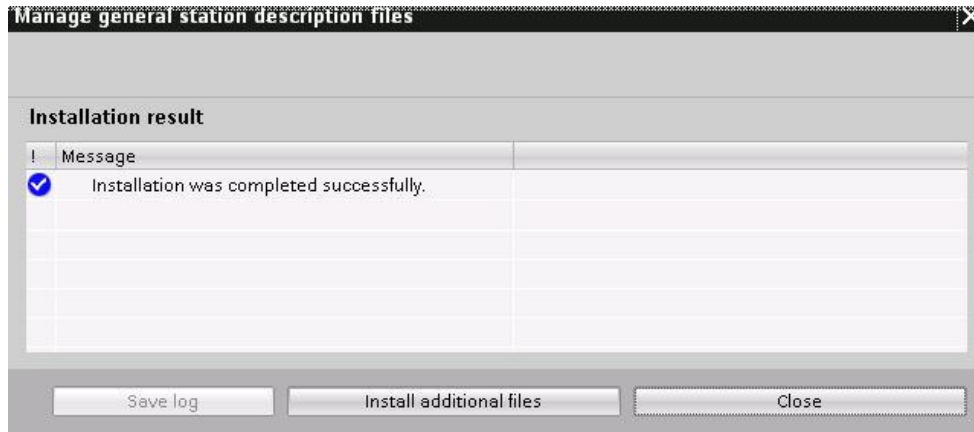 Manage general station description files
Installation result
! Message
Installation was completed successfully.
Save log Install additional files Close